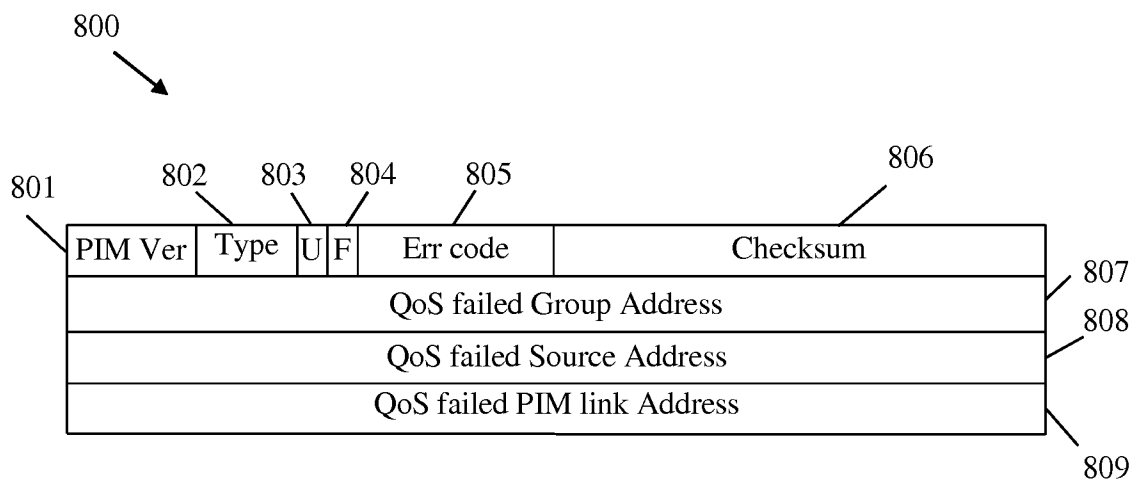 800
801 802 803 804 805 806
PIM Ver Type U F Err code Checksum
807
QoS failed Group Address
808
QoS failed Source Address
QoS failed PIM link Address
809